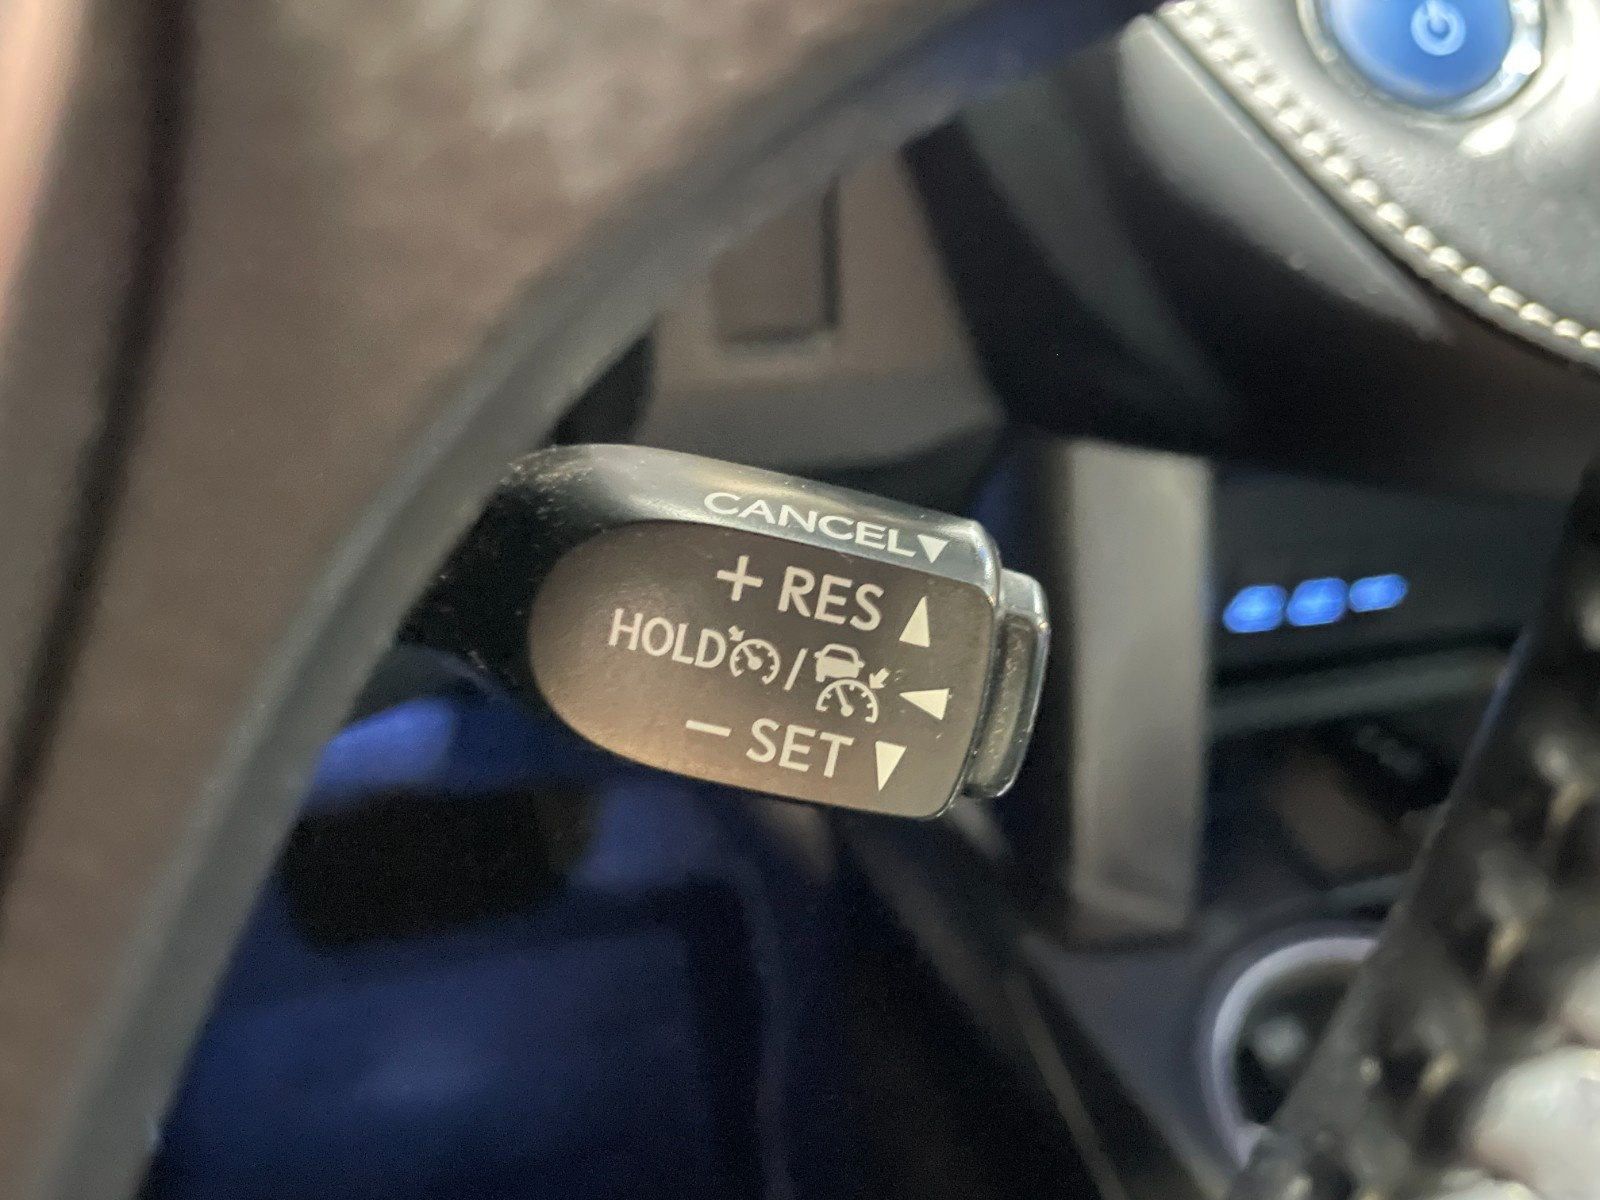 CANCEL▼
+ RES ▲
HOLD / ◀
− SET ▼